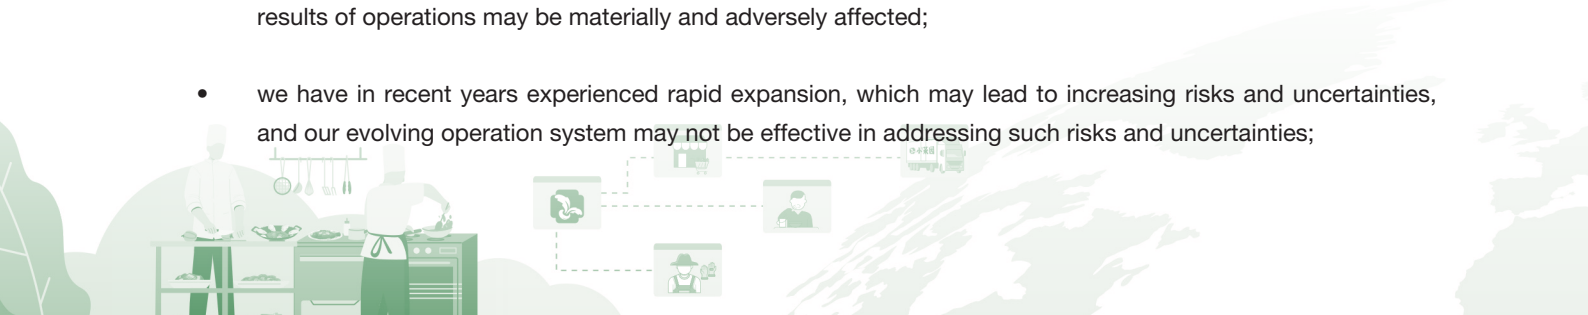 results of operations may be materially and adversely affected;
• we have in recent years experienced rapid expansion, which may lead to increasing risks and uncertainties,
and our evolving operation system may not be effective in addressing such risks and uncertainties;